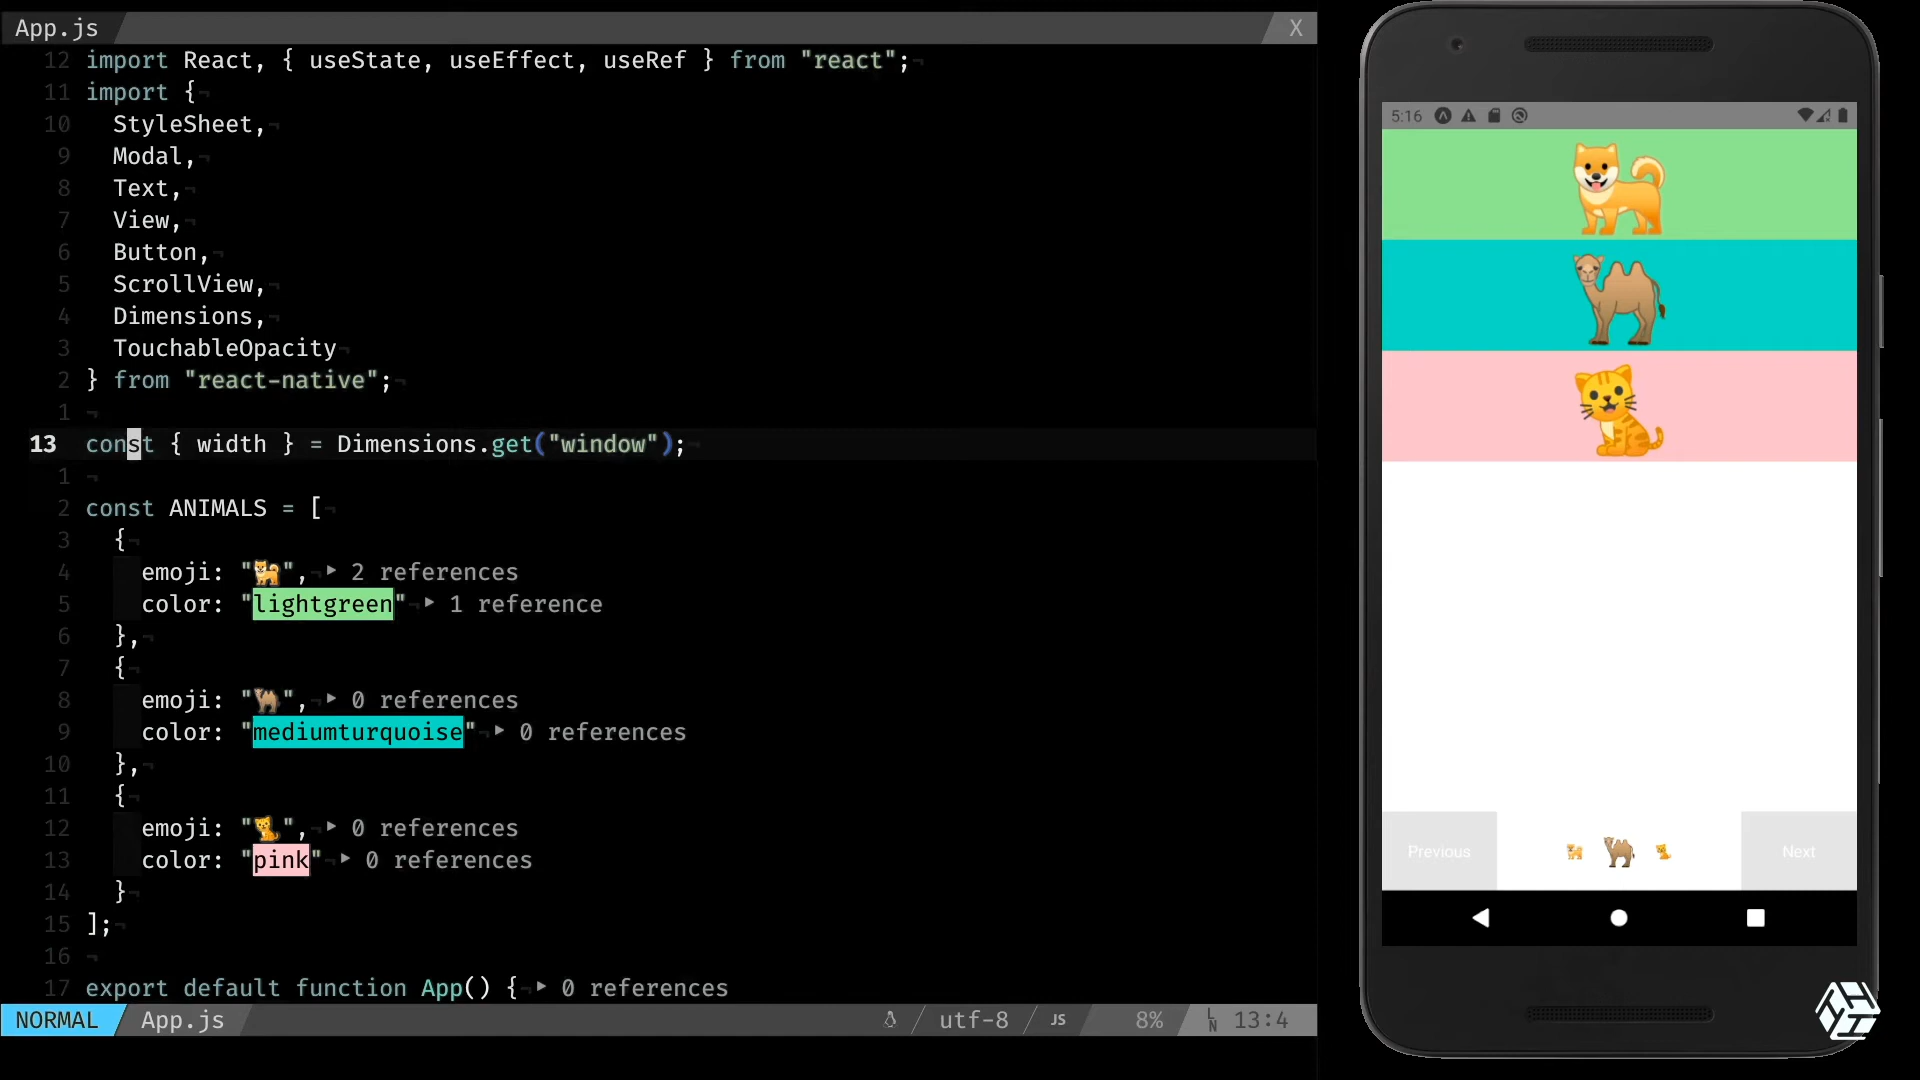 App.js X
12 import React, { useState, useEffect, useRef } from "react";¬
11 import {¬
10 StyleSheet,¬
9 Modal,¬
8 Text,¬
7 View,¬
6 Button,¬
5 ScrollView,¬
4 Dimensions,¬
3 TouchableOpacity¬
2 } from "react-native";¬
1 ¬
13 const { width } = Dimensions.get("window");¬
1 ¬
2 const ANIMALS = [¬
3 {¬
4 emoji: "🐕",¬ ‣ 2 references
5 color: "lightgreen"¬ ‣ 1 reference
6 },¬
7 {¬
8 emoji: "🐫",¬ ‣ 0 references
9 color: "mediumturquoise"¬ ‣ 0 references
10 },¬
11 {¬
12 emoji: "🐈",¬ ‣ 0 references
13 color: "pink"¬ ‣ 0 references
14 }¬
15 ];¬
16 ¬
17 export default function App() {¬ ‣ 0 references
NORMAL App.js utf-8 JS 8% LN 13:4
5:16
Previous
Next